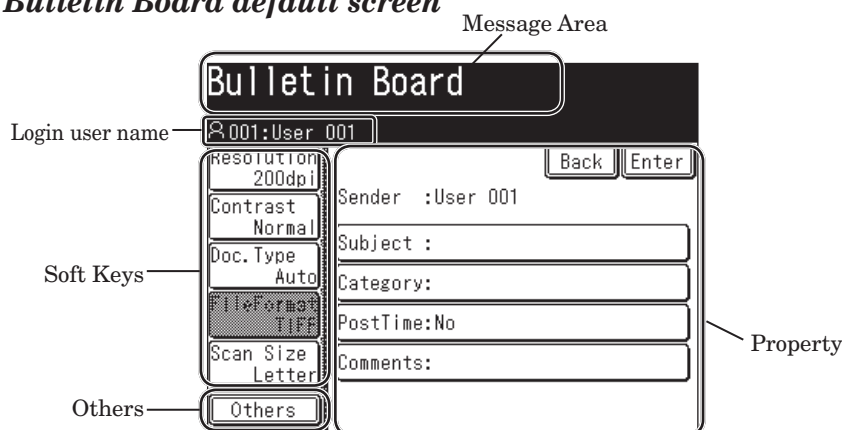 Bulletin Board default screen
Message Area
Bulletin Board
Login user name
001:User 001
Resolution
200dpi
Back Enter
Contrast
Normal
Sender :User 001
Doc.Type
Auto
Subject :
Soft Keys
Category:
FileFormat
TIFF
PostTime:No
Property
Scan Size
Letter
Comments:
Others
Others